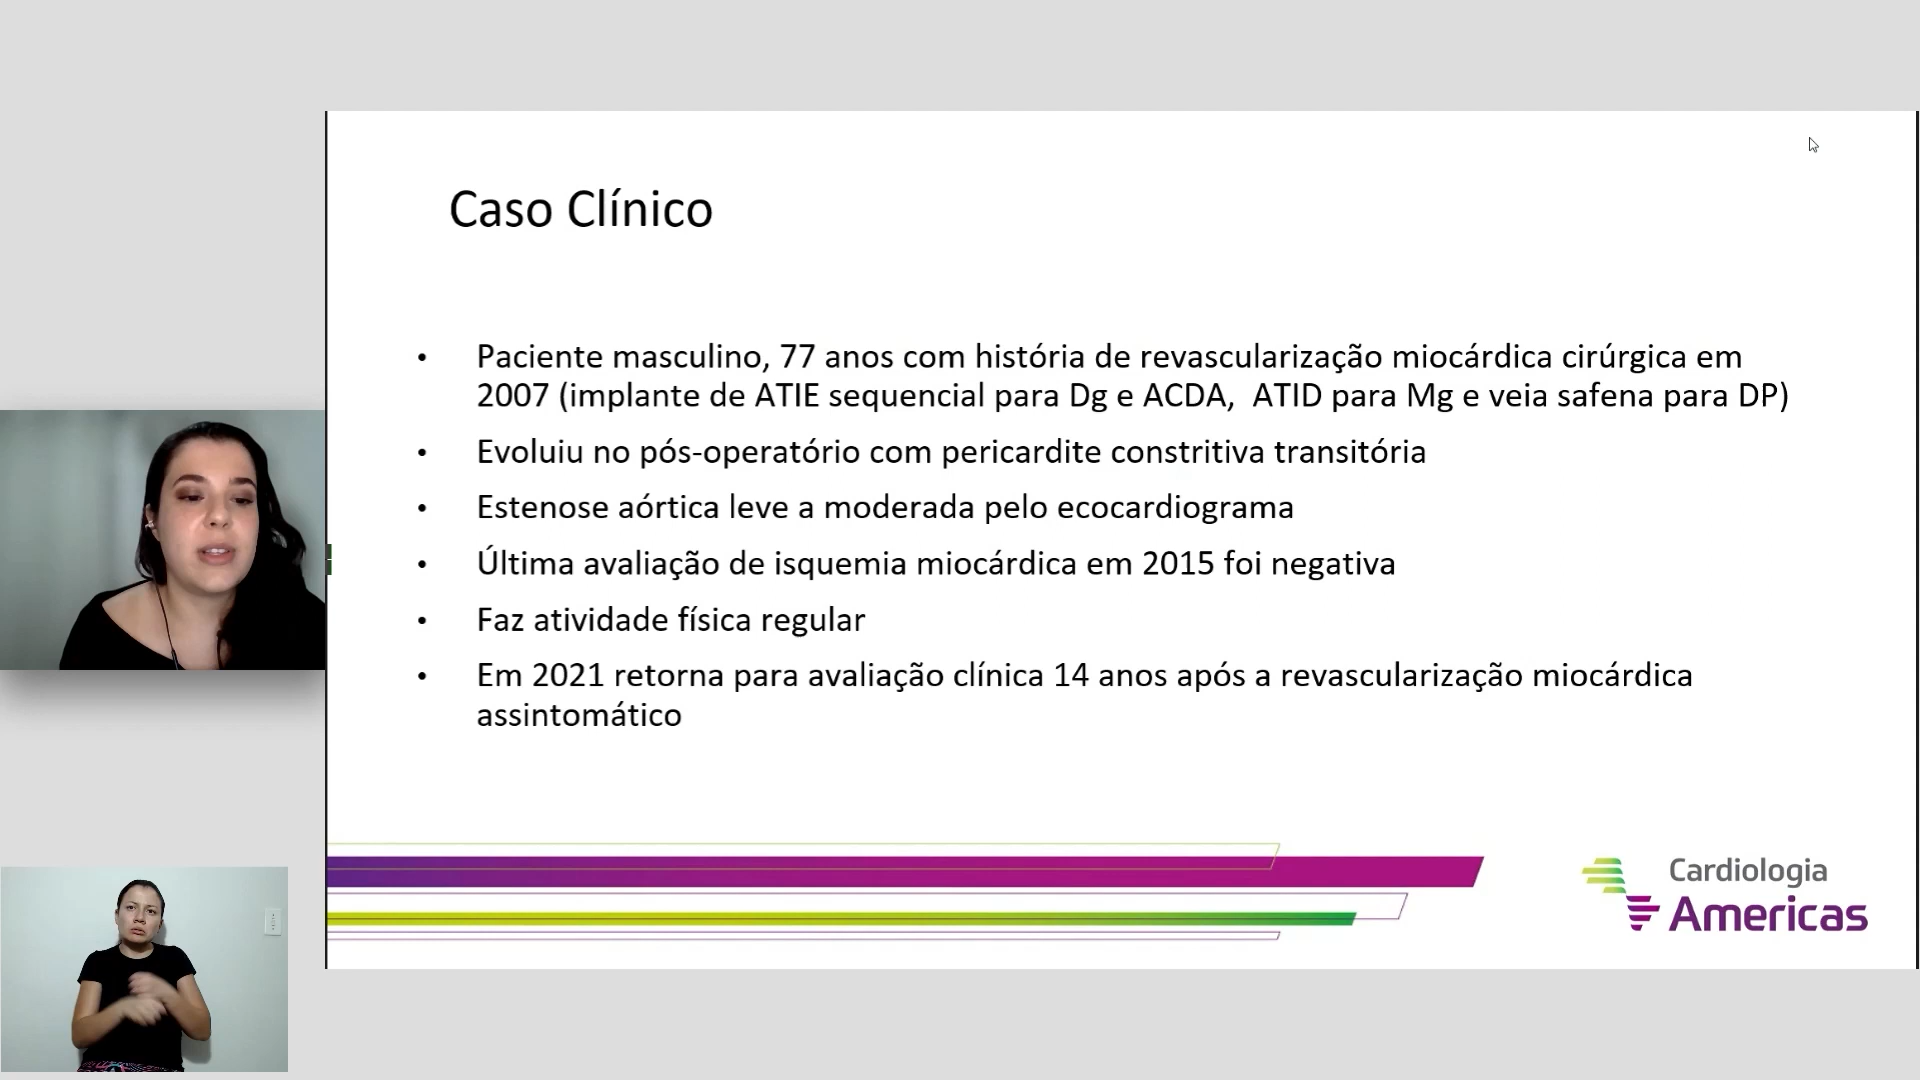 Caso Clínico
• Paciente masculino, 77 anos com história de revascularização miocárdica cirúrgica em
2007 (implante de ATIE sequencial para Dg e ACDA, ATID para Mg e veia safena para DP)
• Evoluiu no pós-operatório com pericardite constritiva transitória
• Estenose aórtica leve a moderada pelo ecocardiograma
• Última avaliação de isquemia miocárdica em 2015 foi negativa
• Faz atividade física regular
• Em 2021 retorna para avaliação clínica 14 anos após a revascularização miocárdica
assintomático
Cardiologia
Americas